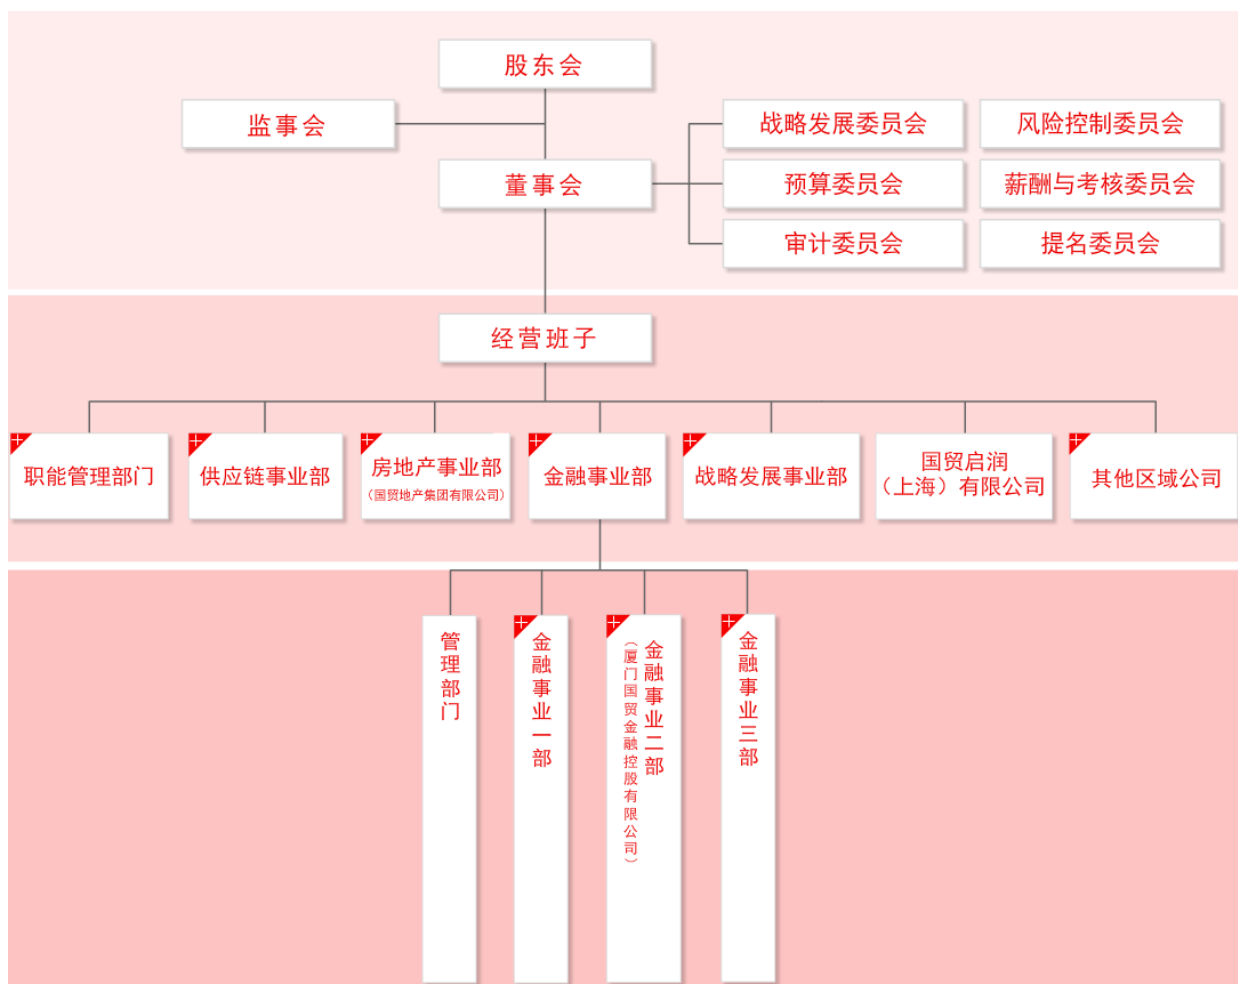 股东会
监事会
董事会
战略发展委员会
风险控制委员会
预算委员会
薪酬与考核委员会
审计委员会
提名委员会
经营班子
职能管理部门
供应链事业部
房地产事业部
（国贸地产集团有限公司）
金融事业部
战略发展事业部
国贸启润
（上海）有限公司
其他区域公司
管理部门
金融事业一部
金融事业二部
（厦门国贸金融控股有限公司）
金融事业三部